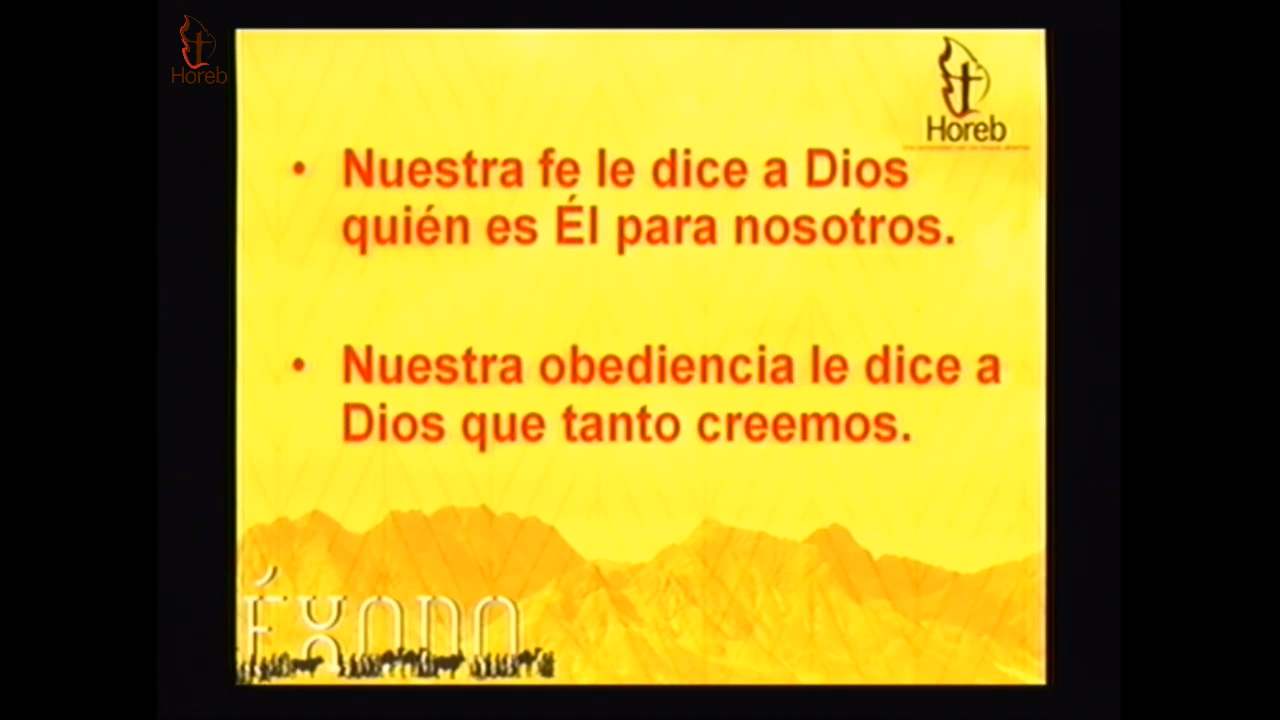 Horeb
Horeb
• Nuestra fe le dice a Dios
quién es Él para nosotros.
• Nuestra obediencia le dice a
Dios que tanto creemos.
ÉXODO